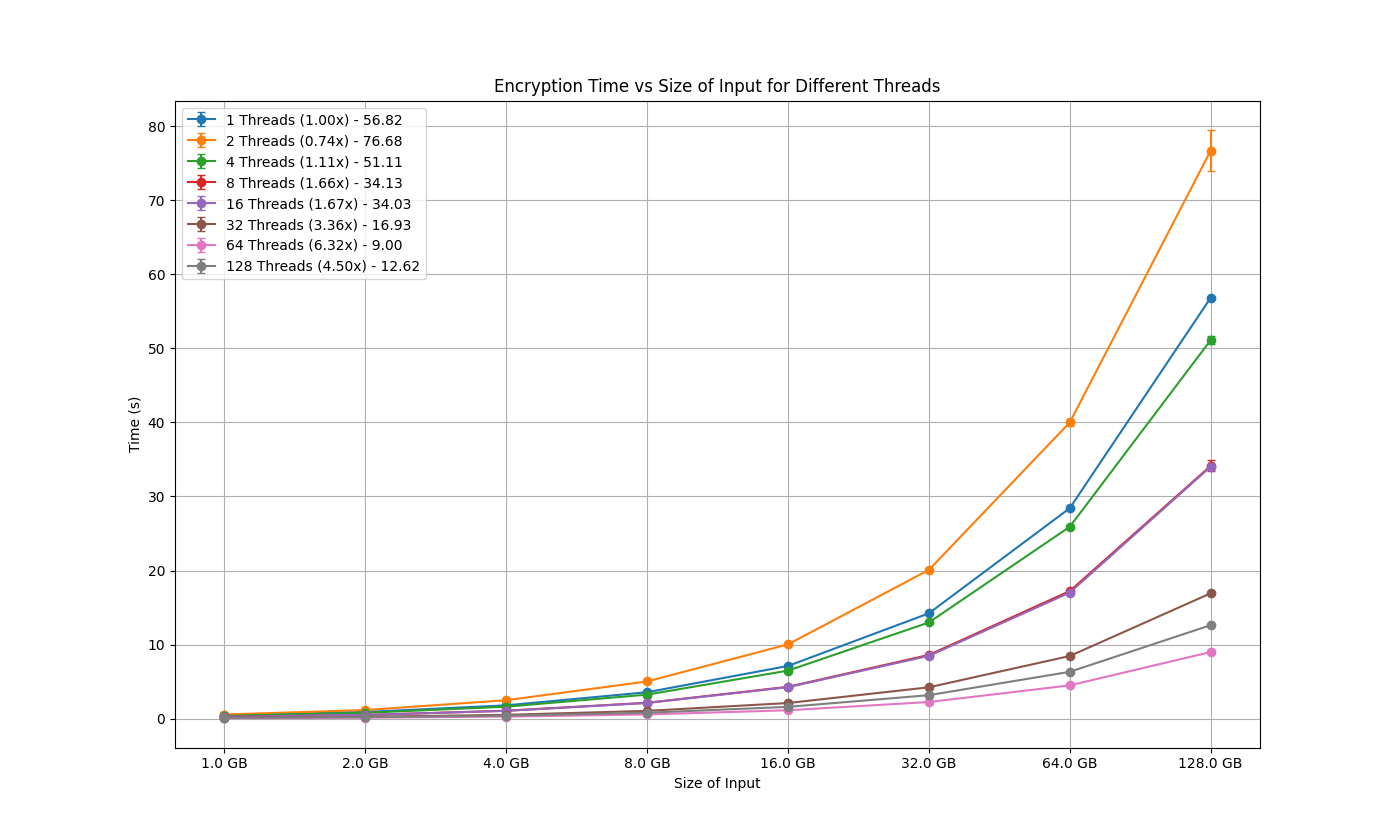 Encryption Time vs Size of Input for Different Threads
1 Threads (1.00x) - 56.82
2 Threads (0.74x) - 76.68
4 Threads (1.11x) - 51.11
8 Threads (1.66x) - 34.13
16 Threads (1.67x) - 34.03
32 Threads (3.36x) - 16.93
64 Threads (6.32x) - 9.00
128 Threads (4.50x) - 12.62
80
70
60
50
40
30
20
10
0
Time (s)
1.0 GB 2.0 GB 4.0 GB 8.0 GB 16.0 GB 32.0 GB 64.0 GB 128.0 GB
Size of Input